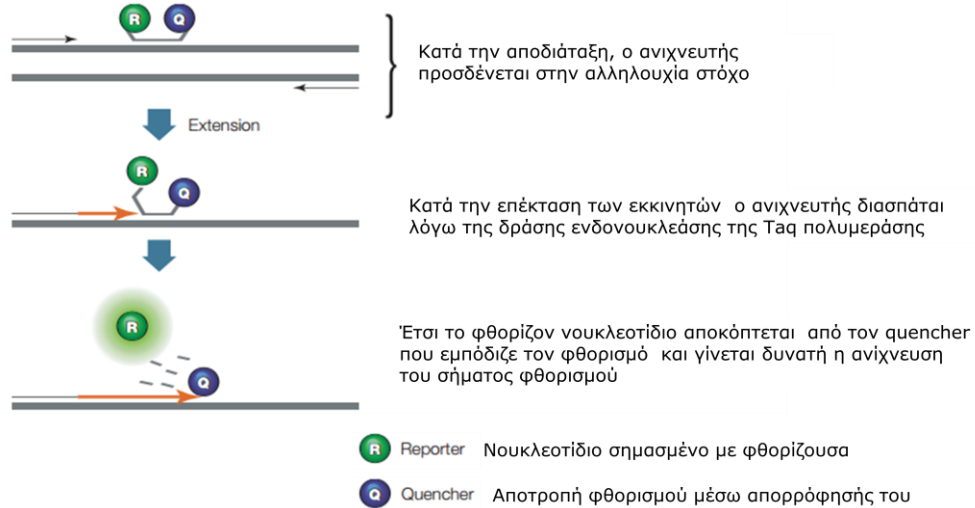 R Q
Κατά την αποδιάταξη, ο ανιχνευτής
προσδένεται στην αλληλουχία στόχο
Extension
R
Q
Κατά την επέκταση των εκκινητών ο ανιχνευτής διασπάται
λόγω της δράσης ενδονουκλεάσης της Taq πολυμεράσης
R
Q
Έτσι το φθορίζον νουκλεοτίδιο αποκόπτεται από τον quencher
που εμπόδιζε τον φθορισμό και γίνεται δυνατή η ανίχνευση
του σήματος φθορισμού
R Reporter Νουκλεοτίδιο σημασμένο με φθορίζουσα
Q Quencher Αποτροπή φθορισμού μέσω απορρόφησής του